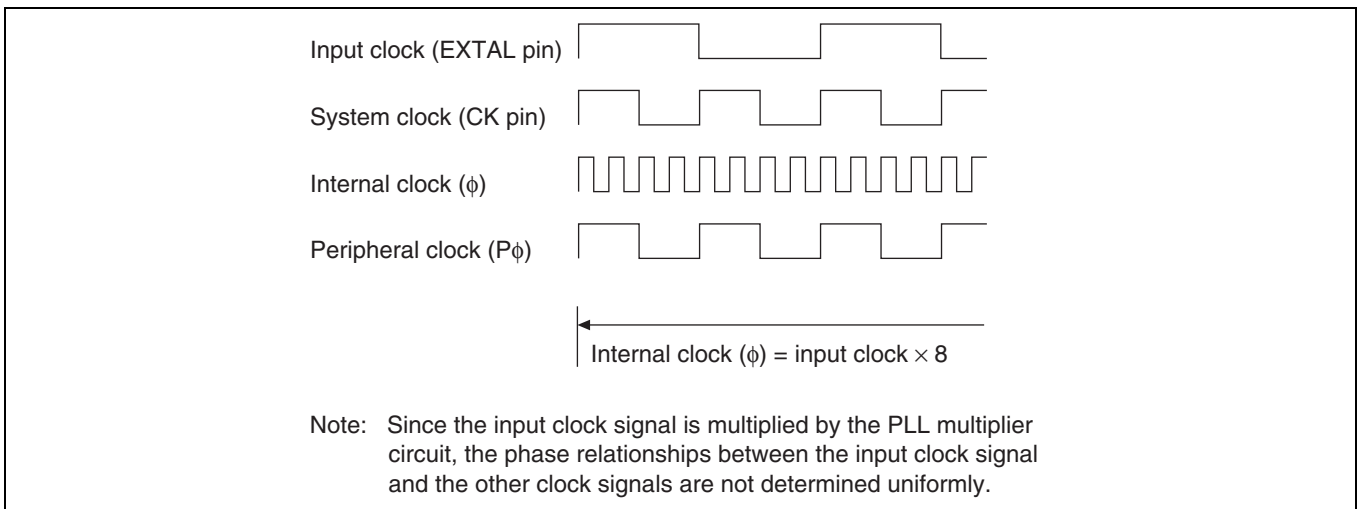 Input clock (EXTAL pin)
System clock (CK pin)
Internal clock (ϕ)
Peripheral clock (Pϕ)
Internal clock (ϕ) = input clock × 8
Note: Since the input clock signal is multiplied by the PLL multiplier
circuit, the phase relationships between the input clock signal
and the other clock signals are not determined uniformly.